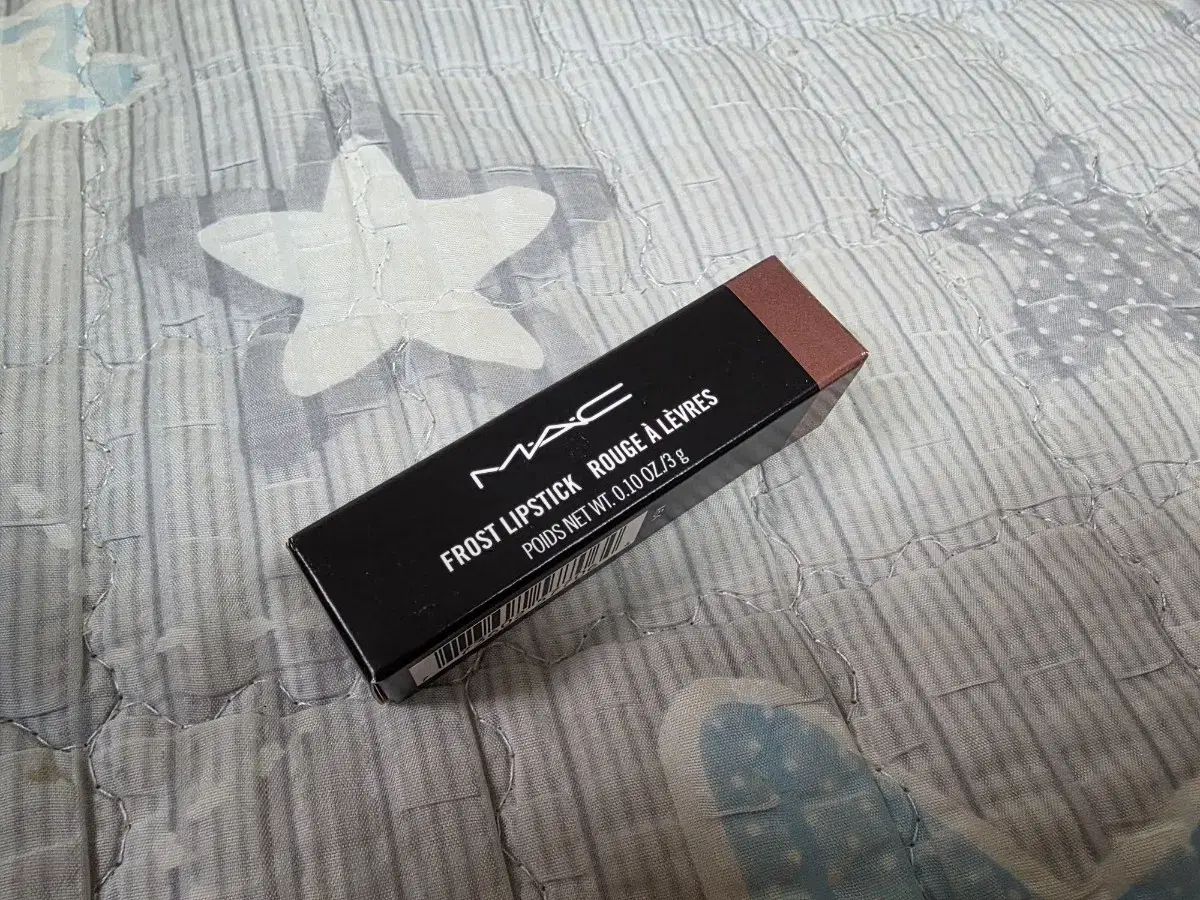 M·A·C
FROST LIPSTICK ROUGE À LÈVRES
POIDS NET WT. 0.10 OZ./3 g